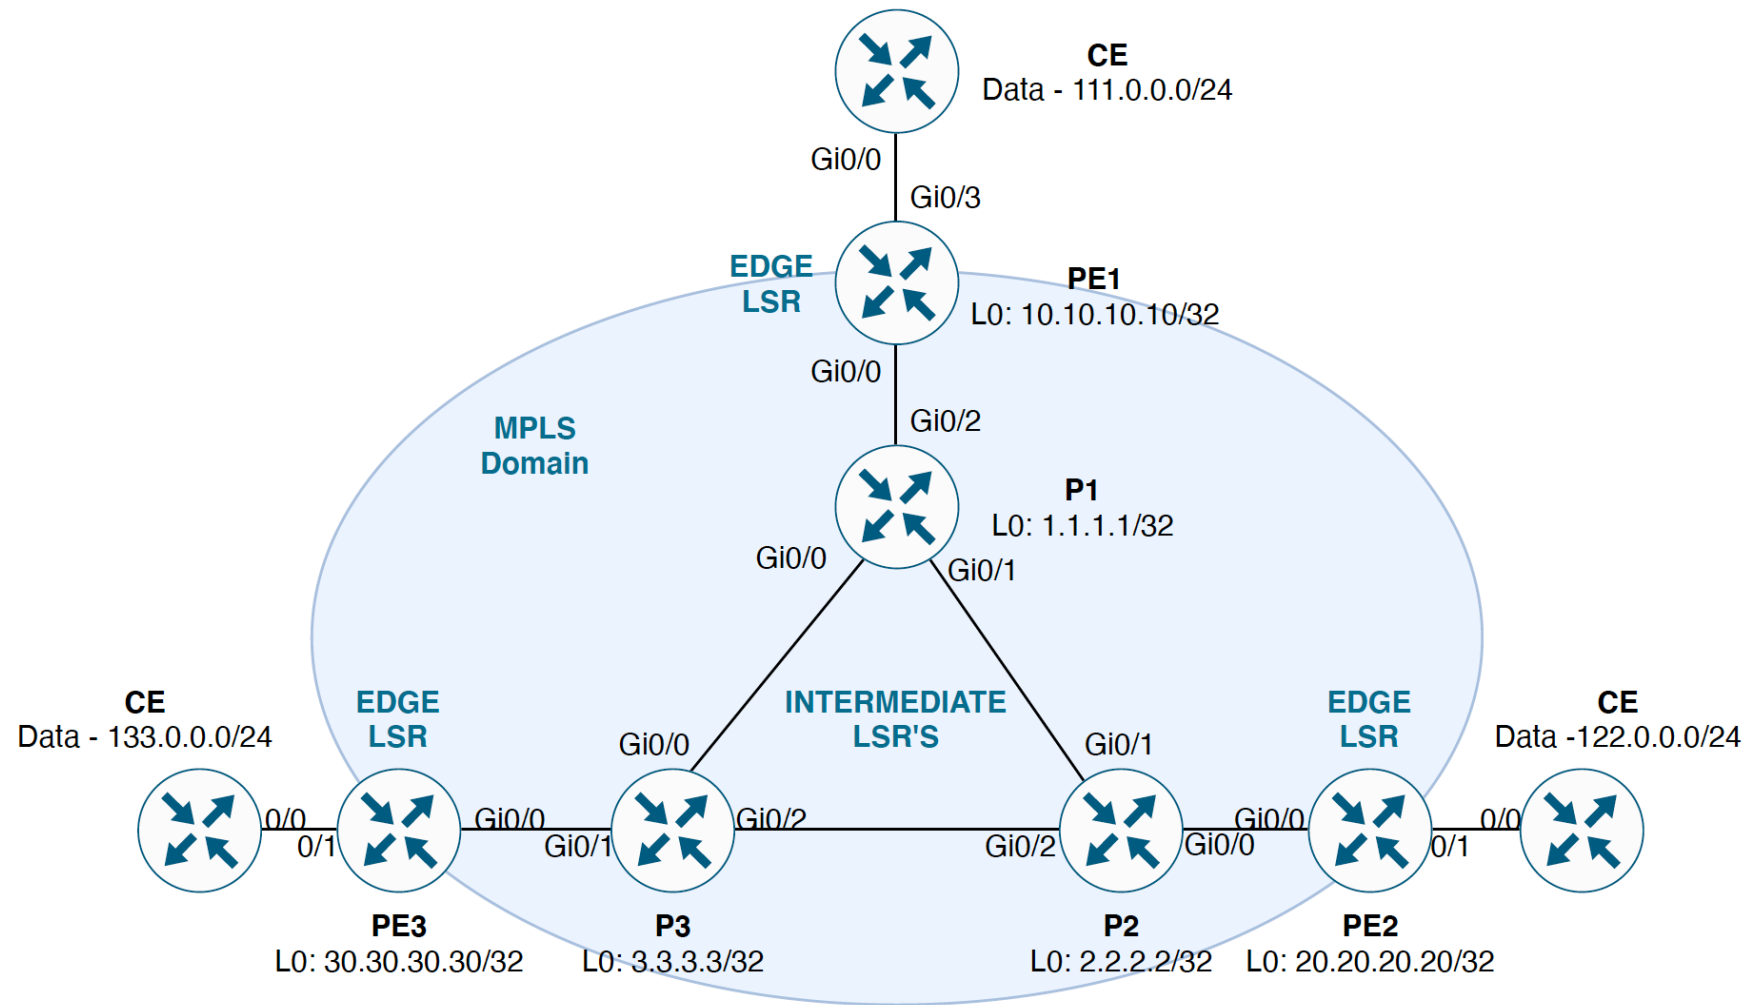 CE
Data - 111.0.0.0/24
Gi0/0
Gi0/3
EDGE
LSR
PE1
L0: 10.10.10.10/32
Gi0/0
Gi0/2
MPLS
Domain
P1
L0: 1.1.1.1/32
Gi0/0
Gi0/1
CE
Data - 133.0.0.0/24
EDGE
LSR
INTERMEDIATE
LSR'S
EDGE
LSR
CE
Data -122.0.0.0/24
Gi0/0
Gi0/1
0/0
0/1
Gi0/0
Gi0/1
Gi0/2
Gi0/2
Gi0/0
Gi0/0
0/0
0/1
PE3
L0: 30.30.30.30/32
P3
L0: 3.3.3.3/32
P2
L0: 2.2.2.2/32
PE2
L0: 20.20.20.20/32